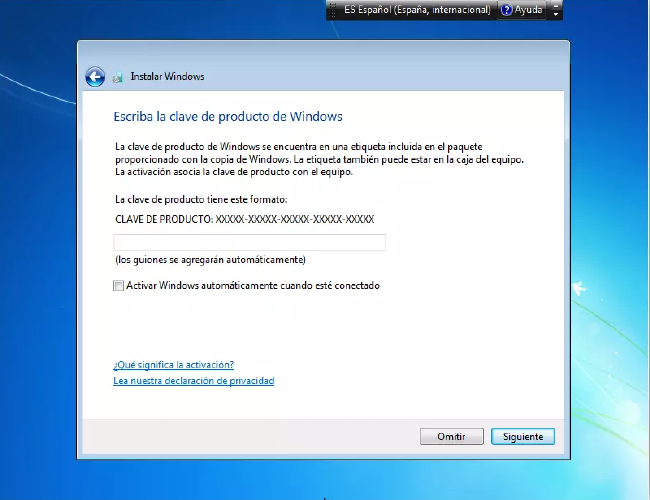 ES Español (España, internacional) ? Ayuda
Instalar Windows
Escriba la clave de producto de Windows
La clave de producto de Windows se encuentra en una etiqueta incluida en el paquete
proporcionado con la copia de Windows. La etiqueta también puede estar en la caja del equipo.
La activación asocia la clave de producto con el equipo.
La clave de producto tiene este formato:
CLAVE DE PRODUCTO: XXXXX-XXXXX-XXXXX-XXXXX-XXXXX
(los guiones se agregarán automáticamente)
Activar Windows automáticamente cuando esté conectado
¿Qué significa la activación?
Lea nuestra declaración de privacidad
Omitir Siguiente